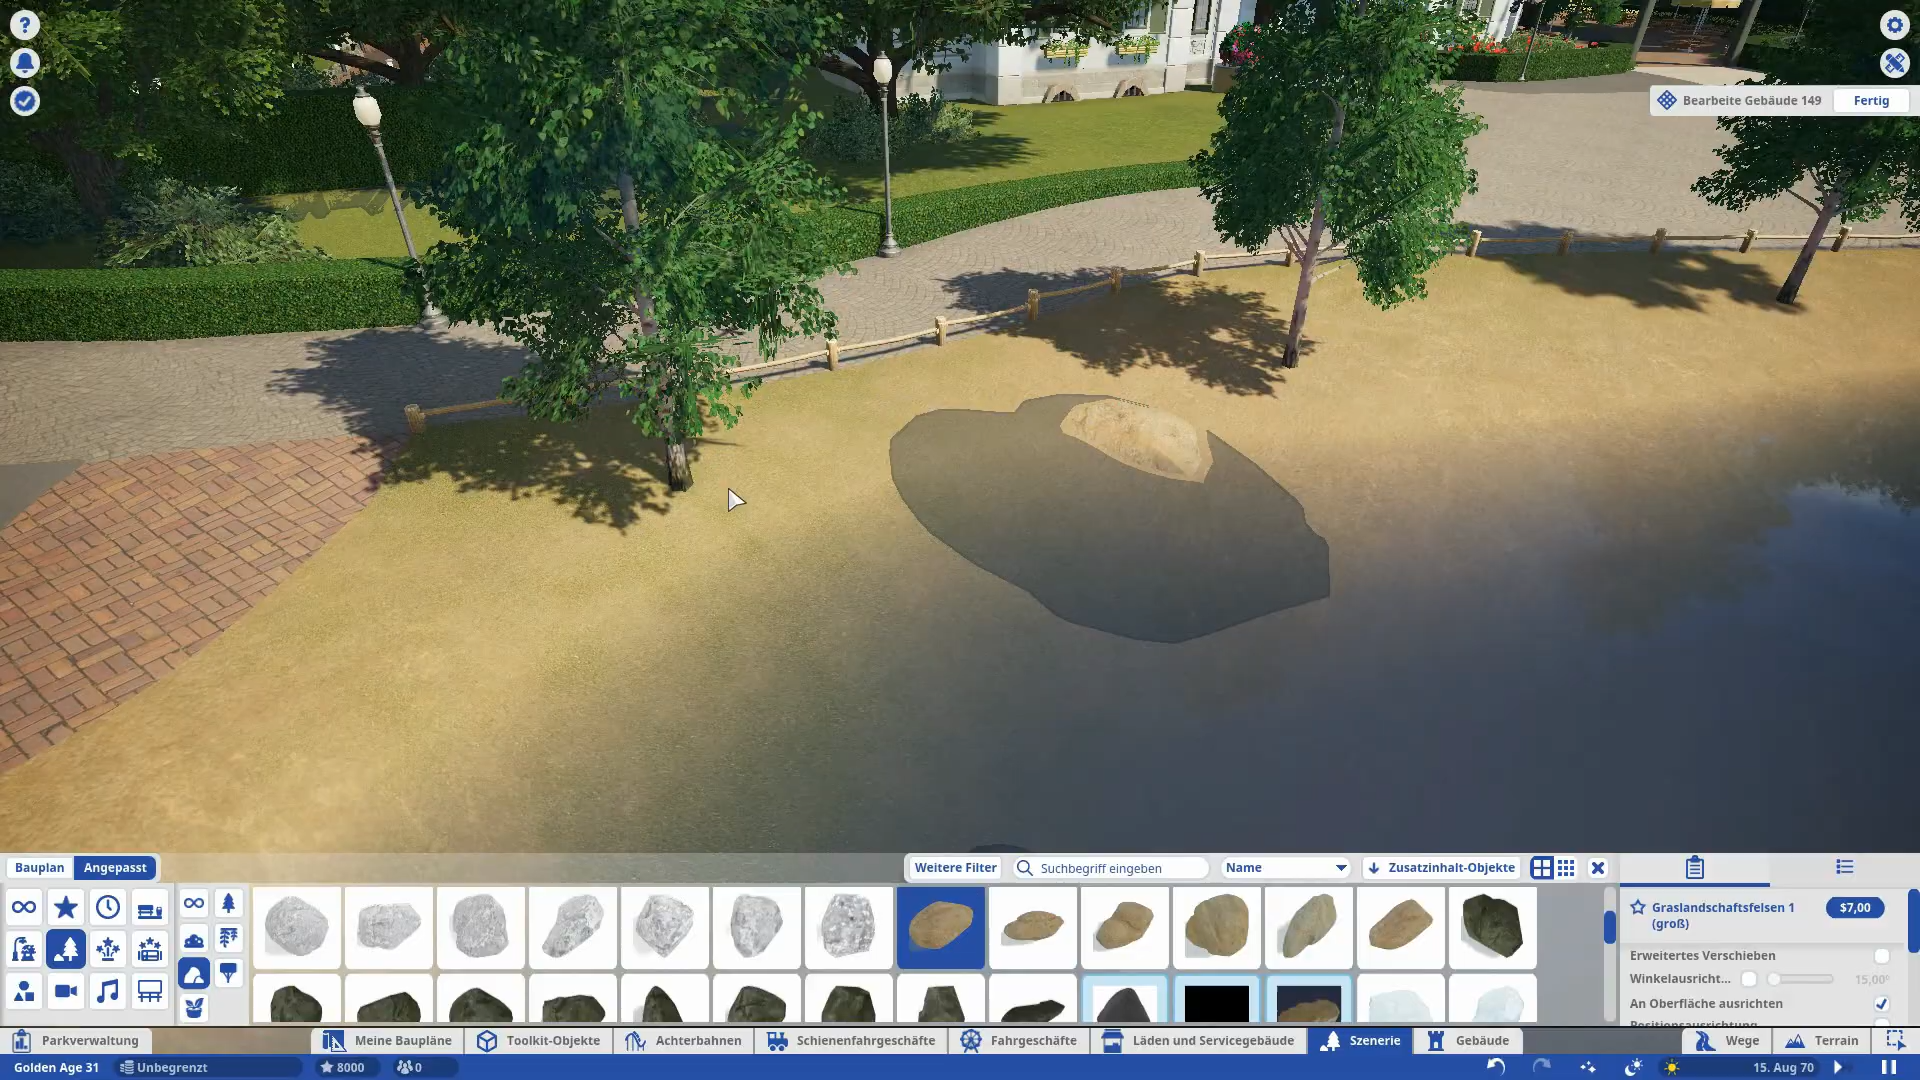 ?
Bearbeite Gebäude 149
Fertig
Bauplan
Angepasst
Weitere Filter
Suchbegriff eingeben
Name
Zusatzinhalt-Objekte
Graslandschaftsfelsen 1
(groß)
$7,00
Erweitertes Verschieben
Winkelausricht...
15,00°
An Oberfläche ausrichten
Positionsausrichtung
Parkverwaltung
Meine Baupläne
Toolkit-Objekte
Achterbahnen
Schienenfahrgeschäfte
Fahrgeschäfte
Läden und Servicegebäude
Szenerie
Gebäude
Wege
Terrain
Golden Age 31
Unbegrenzt
8000
0
15. Aug 70